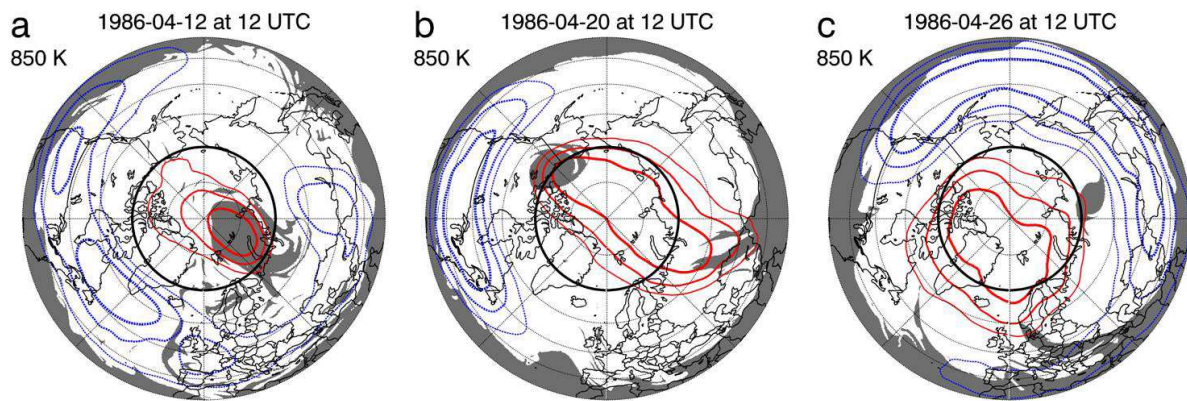 a 1986-04-12 at 12 UTC
850 K
b 1986-04-20 at 12 UTC
850 K
c 1986-04-26 at 12 UTC
850 K